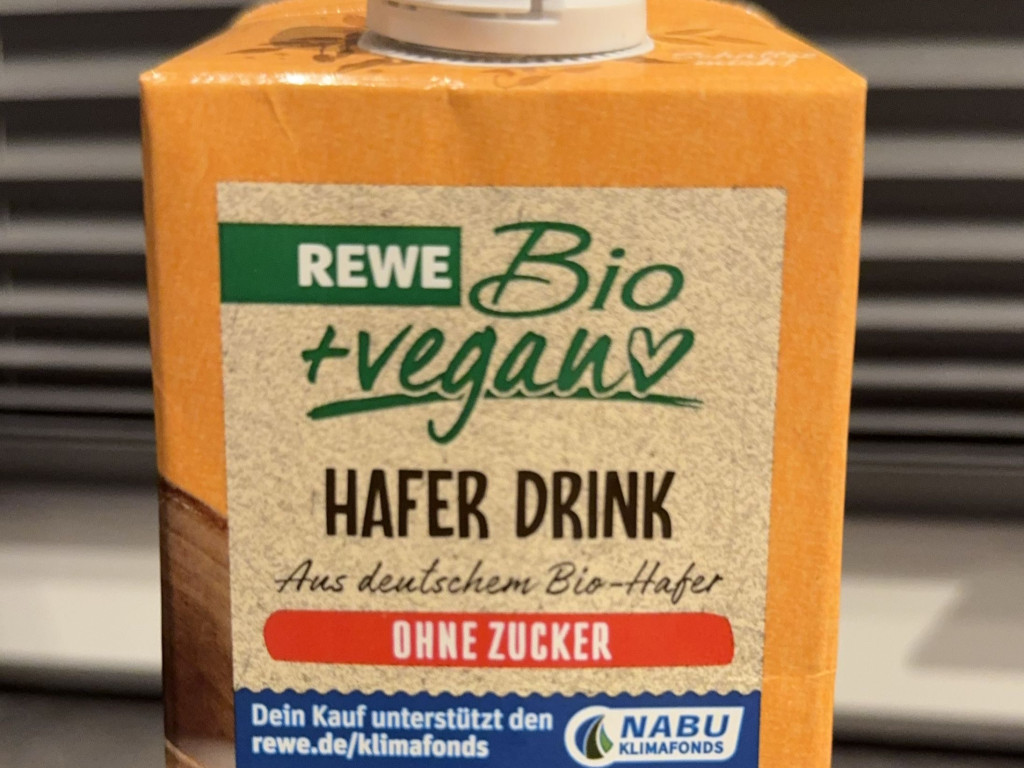 REWE Bio
+vegan
HAFER DRINK
Aus deutschem Bio-Hafer
OHNE ZUCKER
Dein Kauf unterstützt den
rewe.de/klimafonds
NABU
KLIMAFONDS